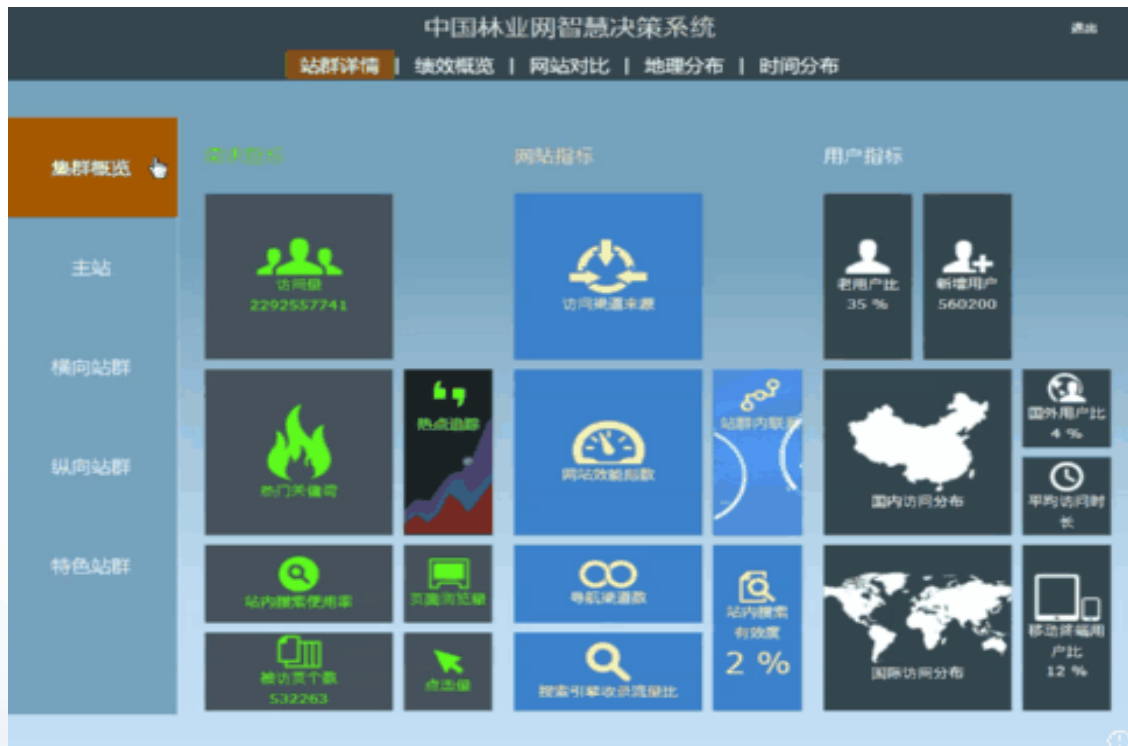 中国林业网智慧决策系统
退出
站群详情 | 绩效概览 | 网站对比 | 地理分布 | 时间分布
集群概览
主站
横向站群
纵向站群
特色站群
网站指标
用户指标
访问量
2292557741
访问渠道来源
老用户比
35 %
新增用户
560200
热门关键词
热点追踪
网站效能指数
站群内联
国内访问分布
国外用户比
4 %
平均访问时
长
站内搜索使用率
页面浏览量
导航渠道数
站内搜索
有效度
2 %
国际访问分布
移动终端用
户比
12 %
被访页个数
532263
点击量
搜索引擎收录流量比